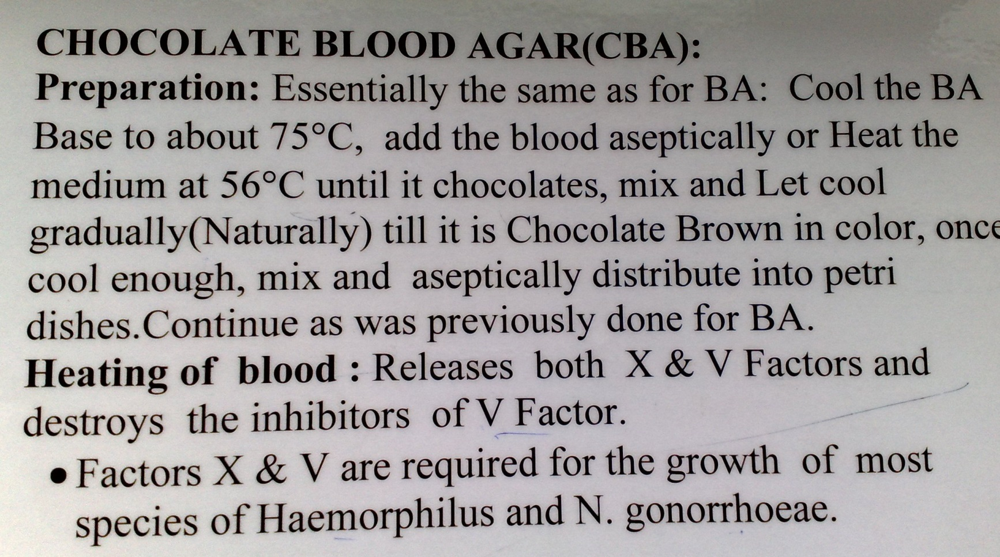 CHOCOLATE BLOOD AGAR(CBA):
Preparation: Essentially the same as for BA: Cool the BA
Base to about 75°C, add the blood aseptically or Heat the
medium at 56°C until it chocolates, mix and Let cool
gradually(Naturally) till it is Chocolate Brown in color, once
cool enough, mix and aseptically distribute into petri
dishes.Continue as was previously done for BA.
Heating of blood : Releases both X & V Factors and
destroys the inhibitors of V Factor.
• Factors X & V are required for the growth of most
species of Haemorphilus and N. gonorrhoeae.